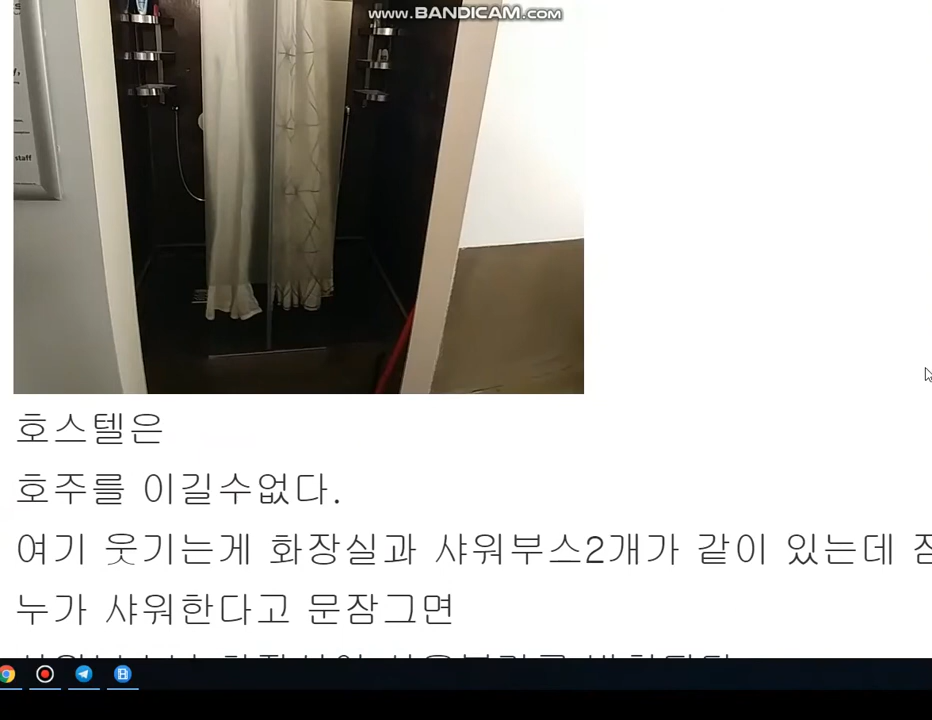 www.BANDICAM.com
staff
호스텔은
호주를 이길수없다.
여기 웃기는게 화장실과 샤워부스2개가 같이 있는데
누가 샤워한다고 문잠그면